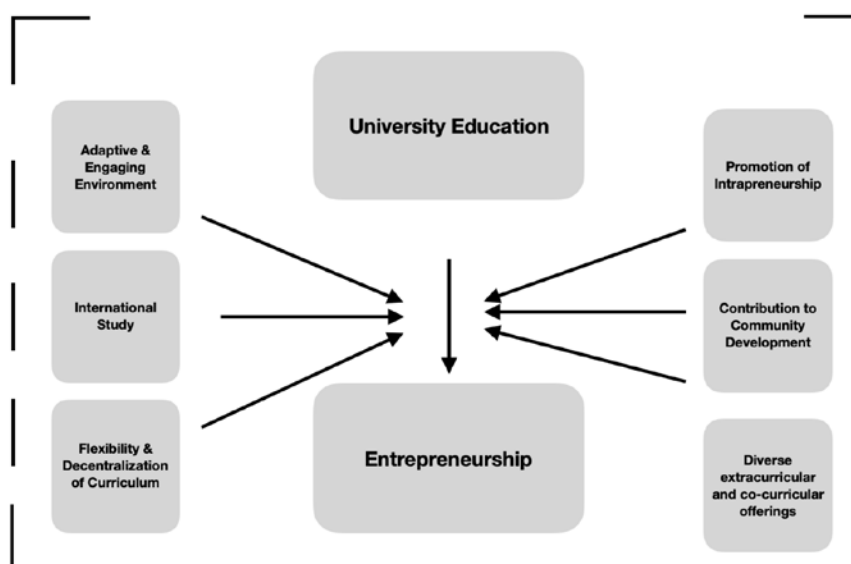 University Education
Adaptive &
Engaging
Environment
Promotion of
Intrapreneurship
International
Study
Contribution to
Community
Development
Flexibility &
Decentralization
of Curriculum
Entrepreneurship
Diverse
extracurricular
and co-curricular
offerings